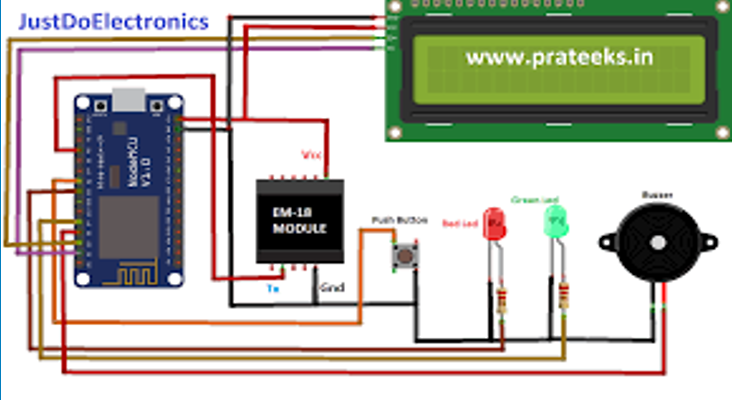 JustDoElectronics
www.prateeks.in
NodeMCU
V1.0
Vcc
EM-18
MODULE
Push Button
Red Led
Green Led
Buzzer
Tx
Gnd